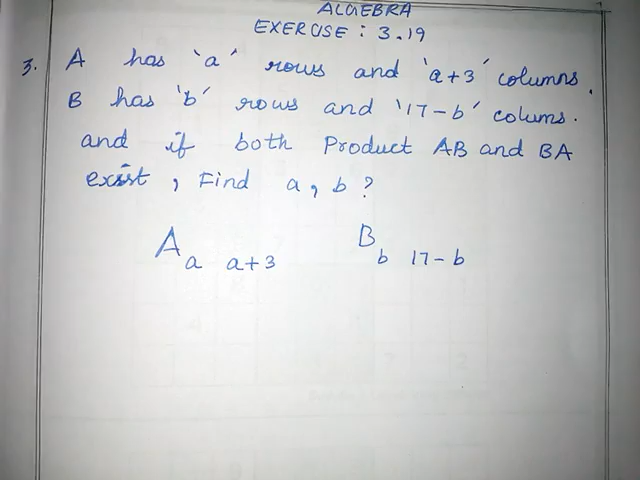 ALGEBRA
EXERCISE : 3.19
3. A has 'a' rows and 'a+3' columns.
B has 'b' rows and '17-b' colums.
and if both Product AB and BA
exist, Find a, b ?
A a a+3 B b 17-b